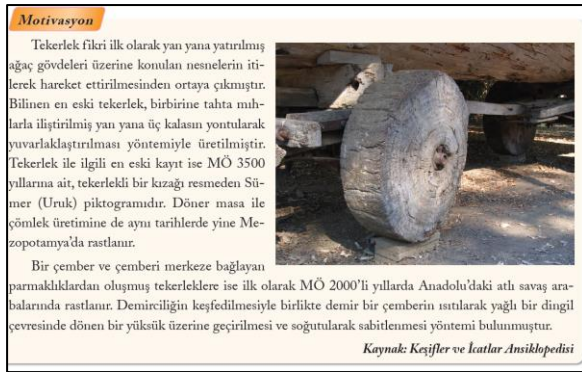 Motivasyon
Tekerlek fikri ilk olarak yan yana yatırılmış
ağaç gövdeleri üzerine konulan nesnelerin iti-
lerek hareket ettirilmesinden ortaya çıkmıştır.
Bilinen en eski tekerlek, birbirine tahta mıh-
larla iliştirilmiş yan yana üç kalasın yontularak
yuvarlaklaştırılması yöntemiyle üretilmiştir.
Tekerlek ile ilgili en eski kayıt ise MÖ 3500
yıllarına ait, tekerlekli bir kızağı resmeden Sü-
mer (Uruk) piktogramıdır. Döner masa ile
çömlek üretimine de aynı tarihlerde yine Me-
zopotamya'da rastlanır.
Bir çember ve çemberi merkeze bağlayan
parmaklıklardan oluşmuş tekerleklere ise ilk olarak MÖ 2000'li yıllarda Anadolu'daki atlı savaş ara-
balarında rastlanır. Demirciliğin keşfedilmesiyle birlikte demir bir çemberin ısıtılarak yağlı bir dingil
çevresinde dönen bir yüksük üzerine geçirilmesi ve soğutularak sabitlenmesi yöntemi bulunmuştur.
Kaynak: Keşifler ve İcatlar Ansiklopedisi